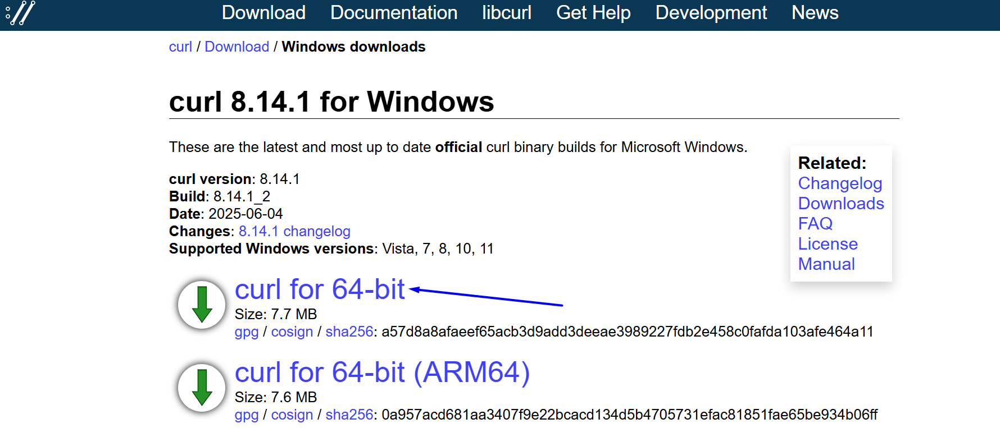 Download Documentation libcurl Get Help Development News
curl / Download / Windows downloads
curl 8.14.1 for Windows
These are the latest and most up to date official curl binary builds for Microsoft Windows.
curl version: 8.14.1
Build: 8.14.1_2
Date: 2025-06-04
Changes: 8.14.1 changelog
Supported Windows versions: Vista, 7, 8, 10, 11
Related:
Changelog
Downloads
FAQ
License
Manual
curl for 64-bit
Size: 7.7 MB
gpg / cosign / sha256: a57d8a8afaeef65acb3d9add3deeae3989227fdb2e458c0fafda103afe464a11
curl for 64-bit (ARM64)
Size: 7.6 MB
gpg / cosign / sha256: 0a957acd681aa3407f9e22bcacd134d5b4705731efac81851fae65be934b06ff